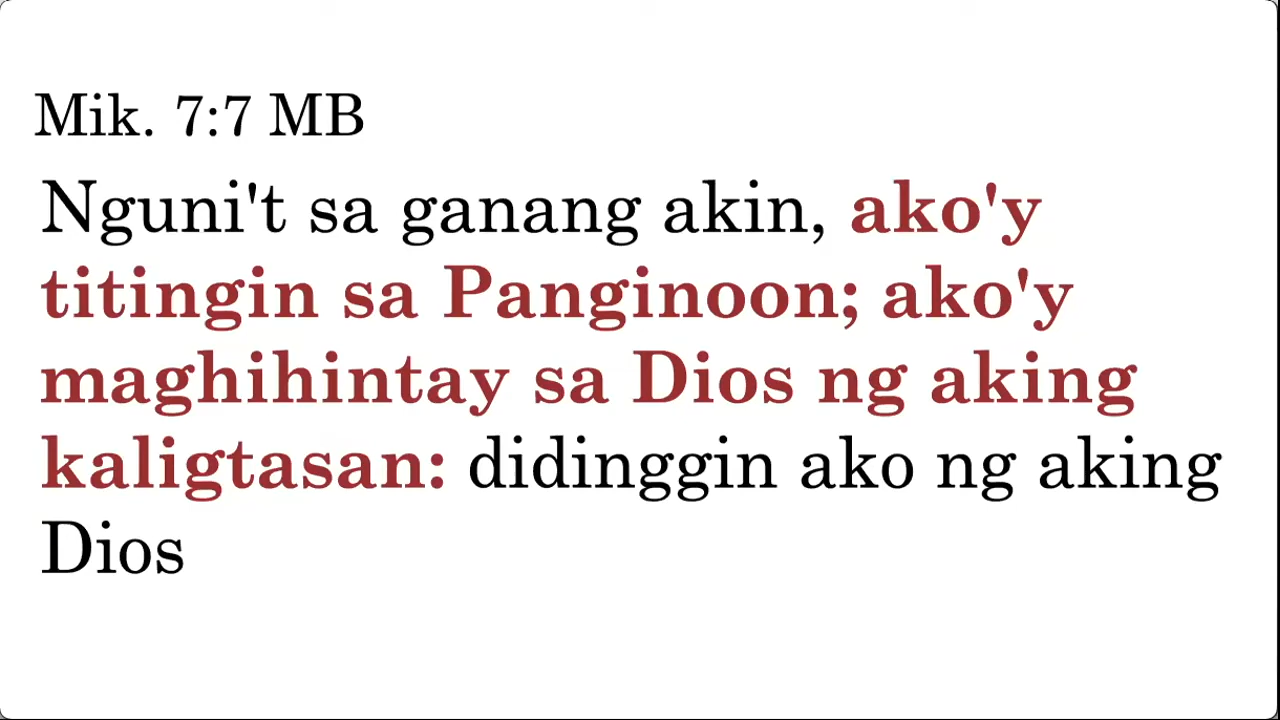 Mik. 7:7 MB
Nguni't sa ganang akin, ako'y
titingin sa Panginoon; ako'y
maghihintay sa Dios ng aking
kaligtasan: didinggin ako ng aking
Dios